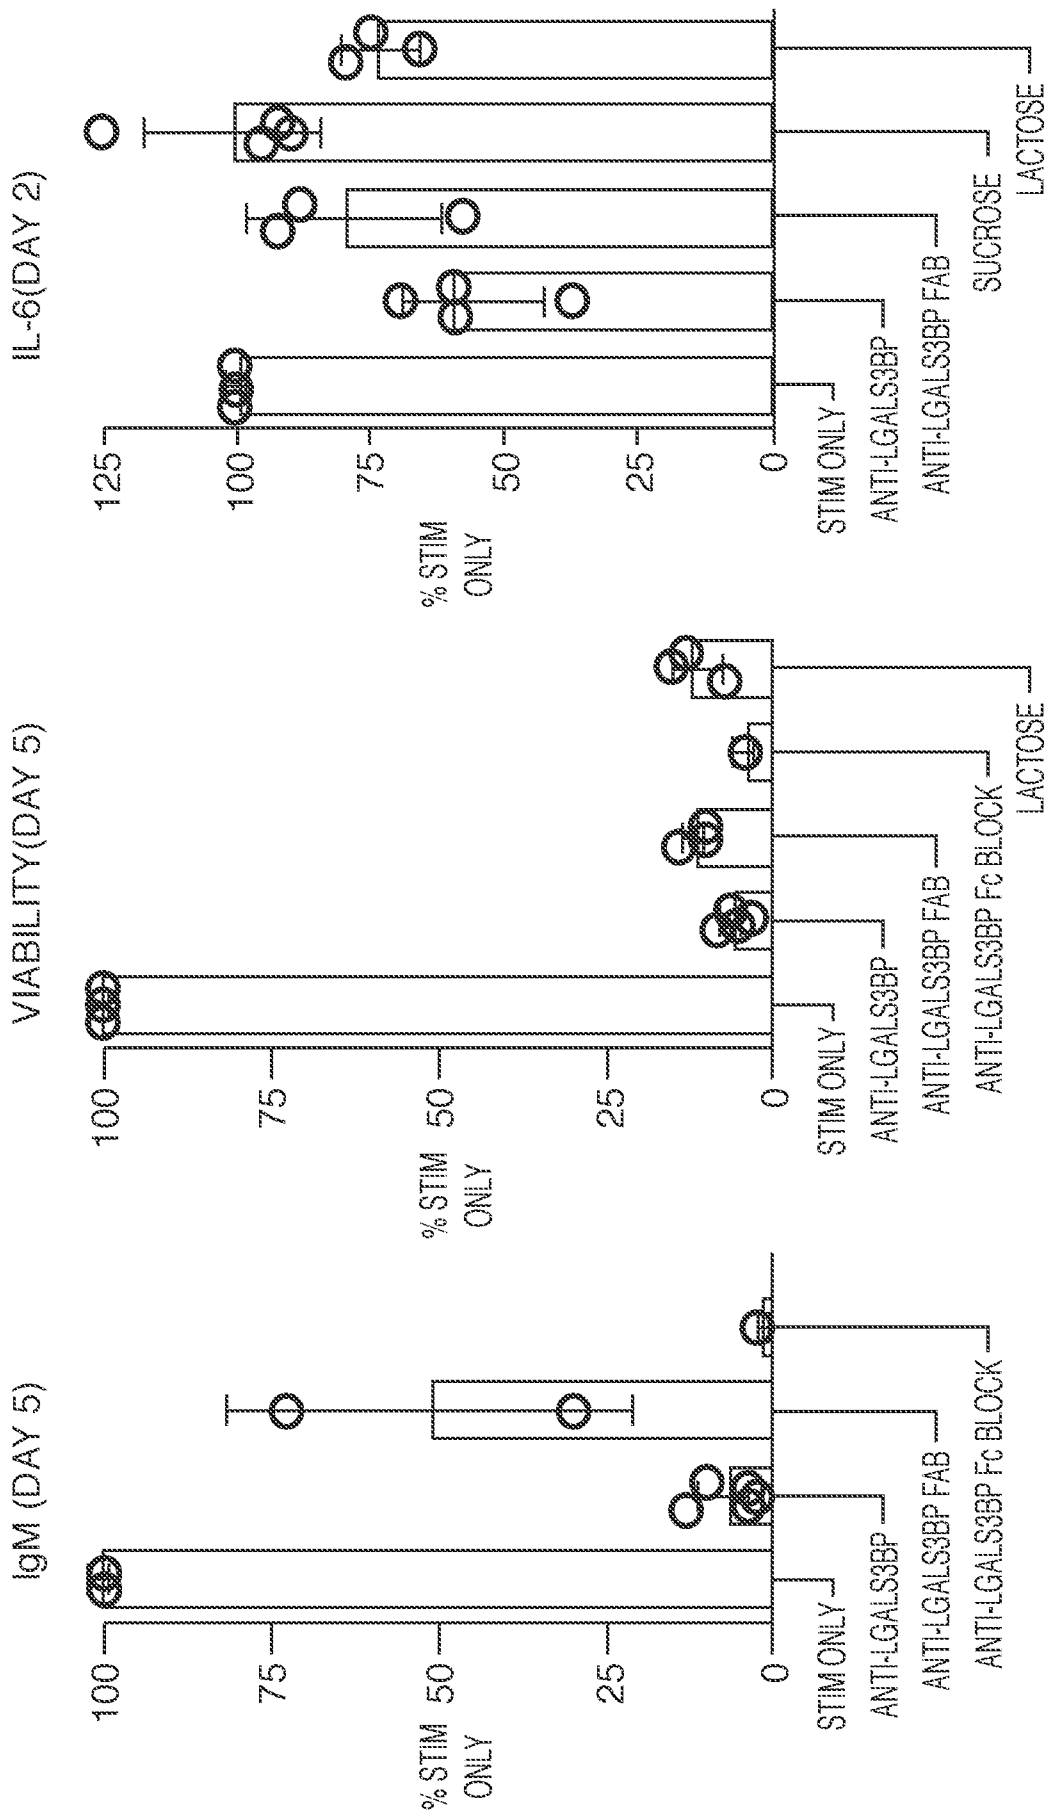 IgM (DAY 5)
100
75
50
25
0
% STIM
ONLY
STIM ONLY
ANTI-LGALS3BP
ANTI-LGALS3BP FAB
ANTI-LGALS3BP Fc BLOCK
VIABILITY(DAY 5)
100
75
50
25
0
% STIM
ONLY
STIM ONLY
ANTI-LGALS3BP
ANTI-LGALS3BP FAB
ANTI-LGALS3BP Fc BLOCK
LACTOSE
IL-6(DAY 2)
125
100
75
50
25
0
% STIM
ONLY
STIM ONLY
ANTI-LGALS3BP
ANTI-LGALS3BP FAB
SUCROSE
LACTOSE